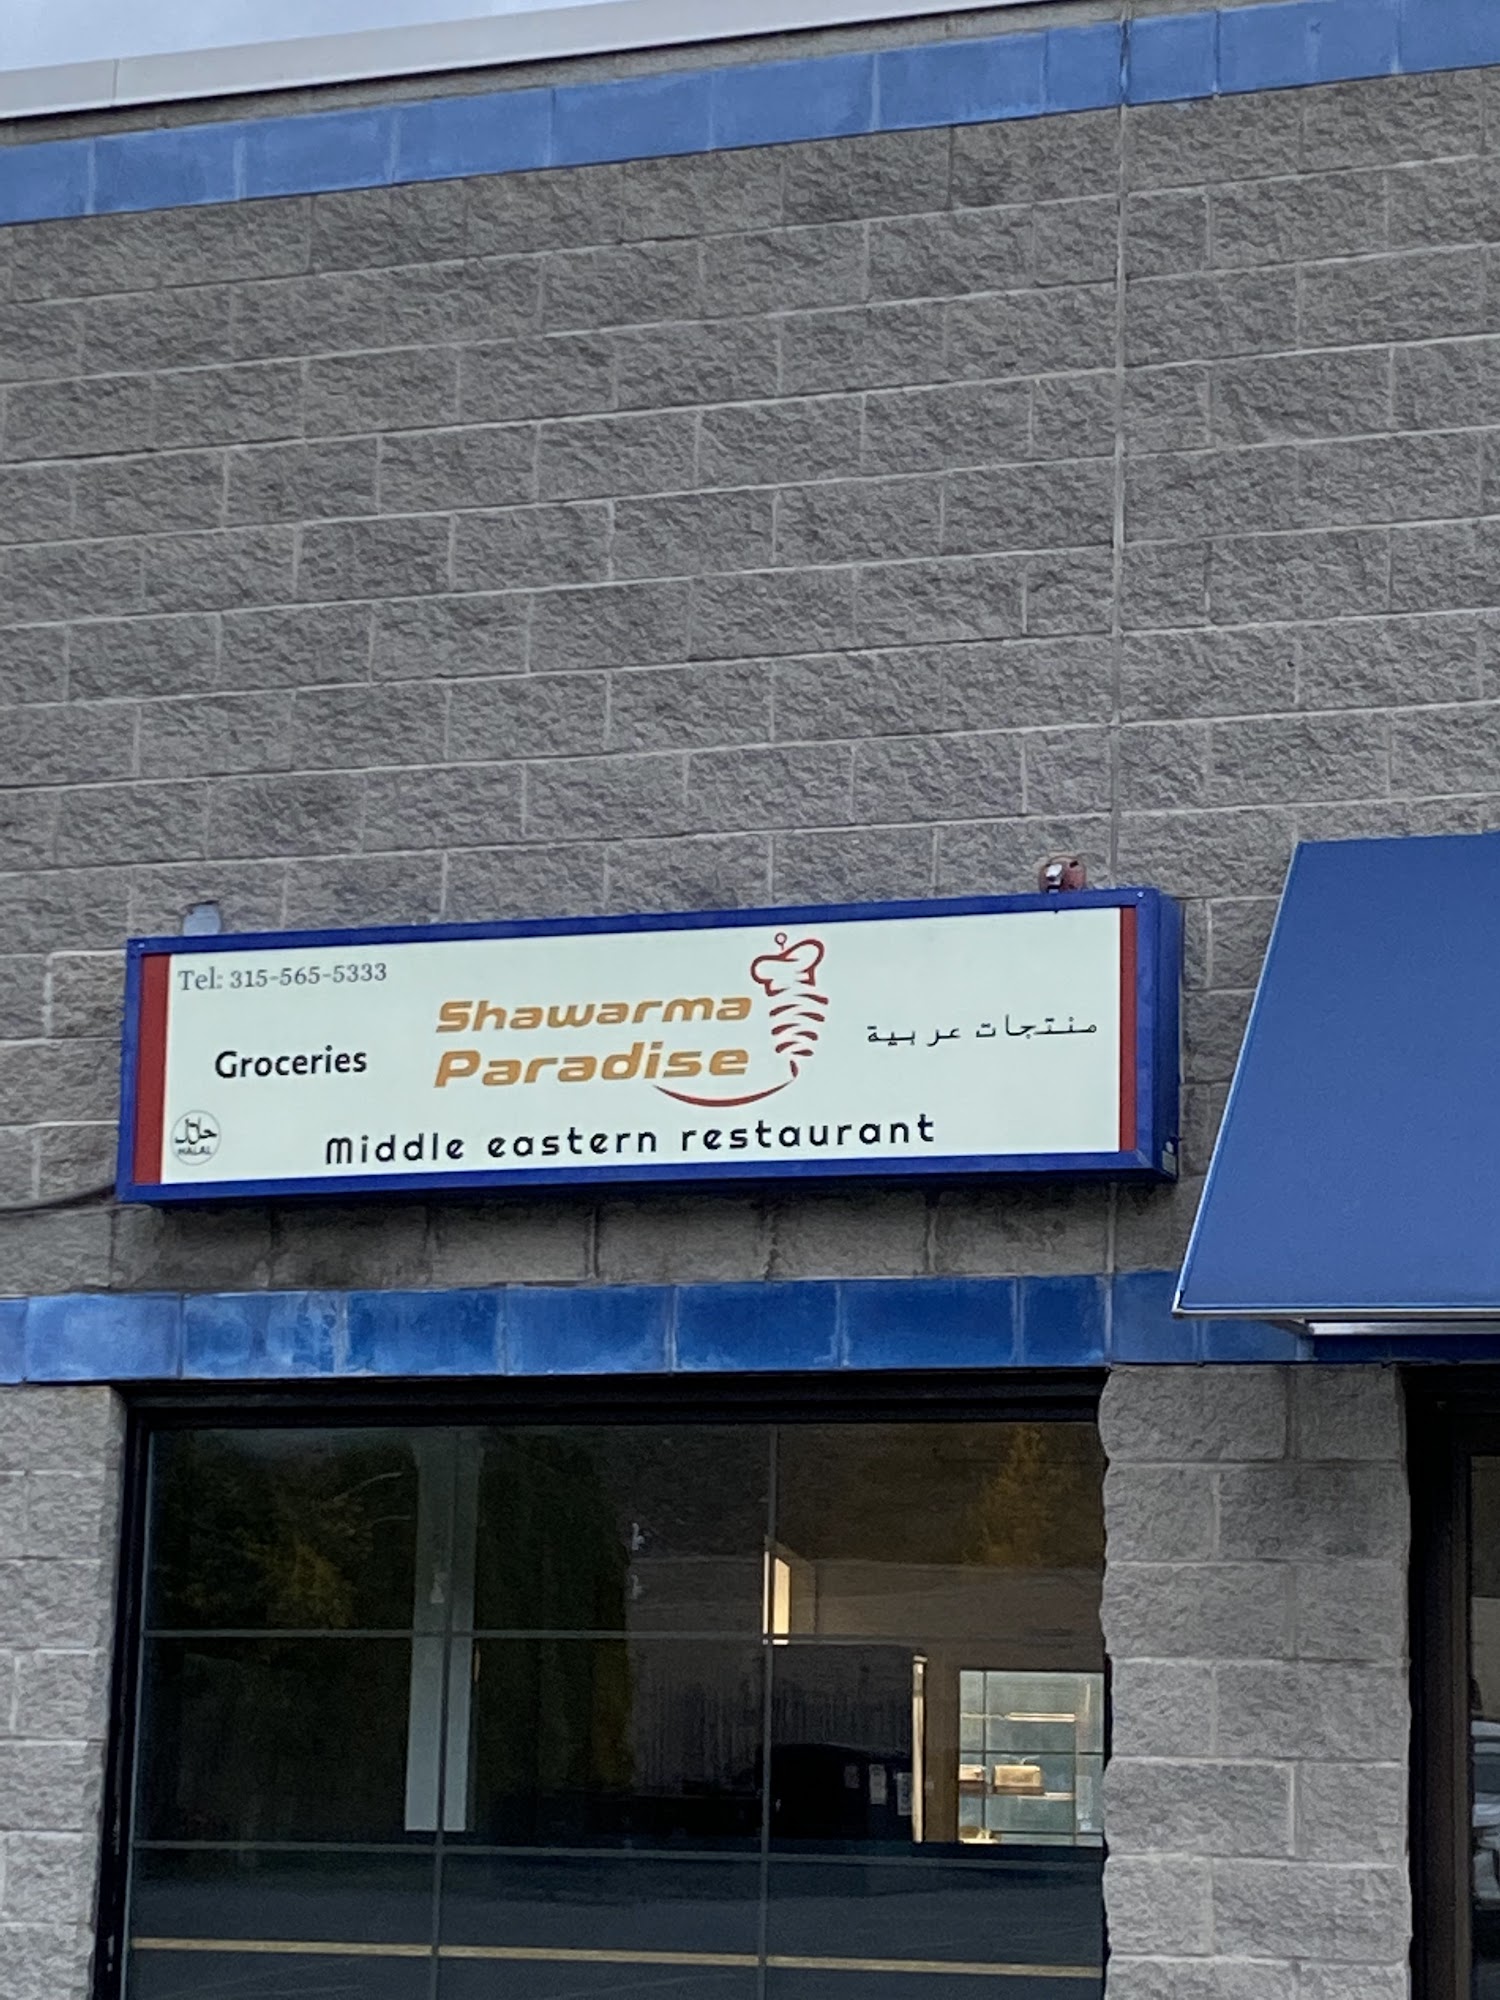 Tel: 315-565-5333
Shawarma
Paradise
Groceries
منتجات عربية
Middle eastern restaurant
حلال
HALAL